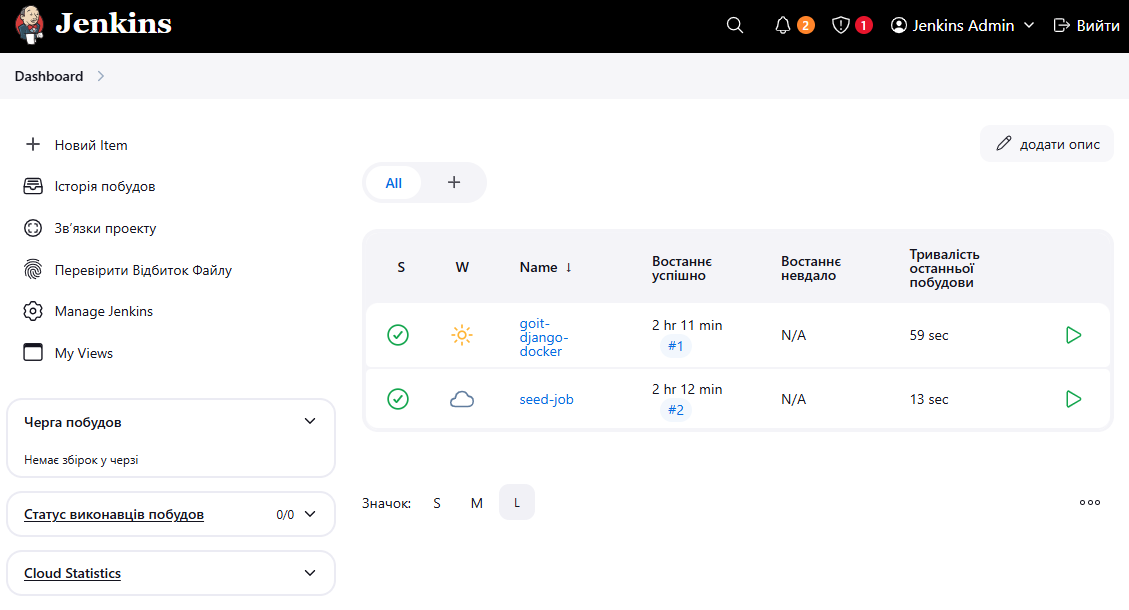 Jenkins
2
1
Jenkins Admin
Вийти
Dashboard
Новий Item
Історія побудов
Зв’язки проекту
Перевірити Відбиток Файлу
Manage Jenkins
My Views
Черга побудов
Немає збірок у черзі
Статус виконавців побудов
0/0
Cloud Statistics
додати опис
All
S W Name ↓ Востаннє успішно Востаннє невдало Тривалість останньої побудови
goit-django-docker 2 hr 11 min #1 N/A 59 sec
seed-job 2 hr 12 min #2 N/A 13 sec
Значок: S M L